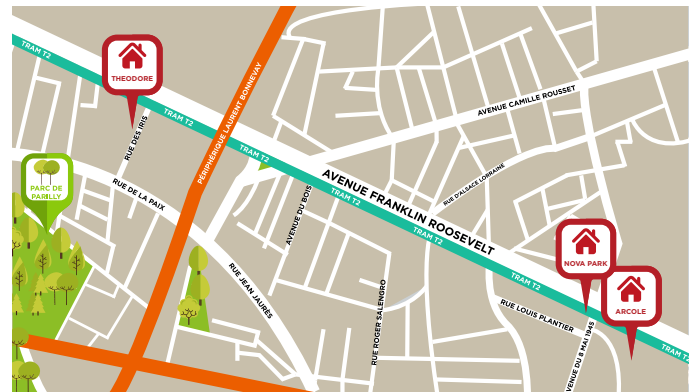 TRAM T2
THEODORE
TRAM T2
RUE DES IRIS
PÉRIPHÉRIQUE LAURENT BONNEVAY
AVENUE CAMILLE ROUSSET
TRAM T2
PARC DE
PARILLY
RUE DE LA PAIX
AVENUE FRANKLIN ROOSEVELT
RUE D'ALSACE LORRAINE
TRAM T2
AVENUE DU BOIS
TRAM T2
NOVA PARK
RUE JEAN JAURÈS
TRAM T2
RUE ROGER SALENGRO
RUE LOUIS PLANTIER
ARCOLE
AVENUE DU 8 MAI 1945
TRAM T2